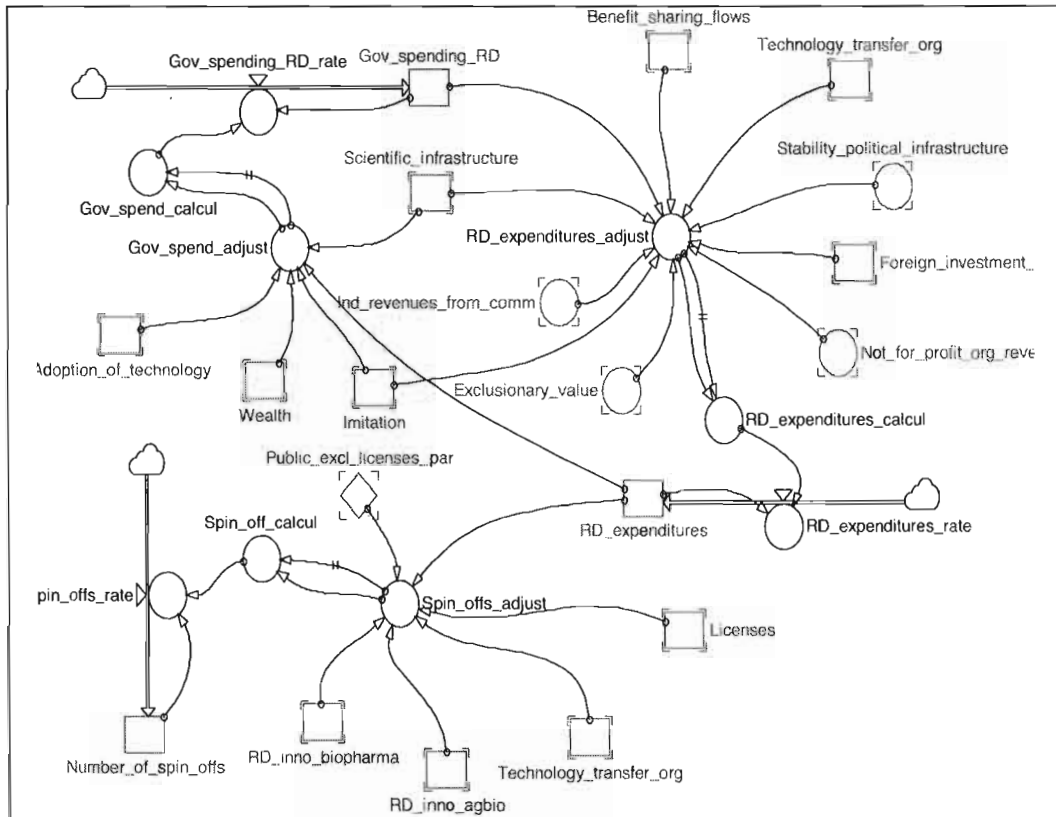 Benefit_sharing_flows
Gov_spending_RD_rate
Gov_spending_RD
Technology_transfer_org
Scientific_infrastructure
Stability_political_infrastructure
Gov_spend_calcul
Gov_spend_adjust
RD_expenditures_adjust
Foreign_investment_
Ind_revenues_from_comm
Not_for_profit_org_reve
Adoption_of_technology
Exclusionary_value
Wealth
Imitation
RD_expenditures_calcul
Public_excl_licenses_par
Spin_off_calcul
RD_expenditures
RD_expenditures_rate
pin_offs_rate
Spin_offs_adjust
Licenses
RD_inno_biopharma
Number_of_spin_offs
Technology_transfer_org
RD_inno_agbio